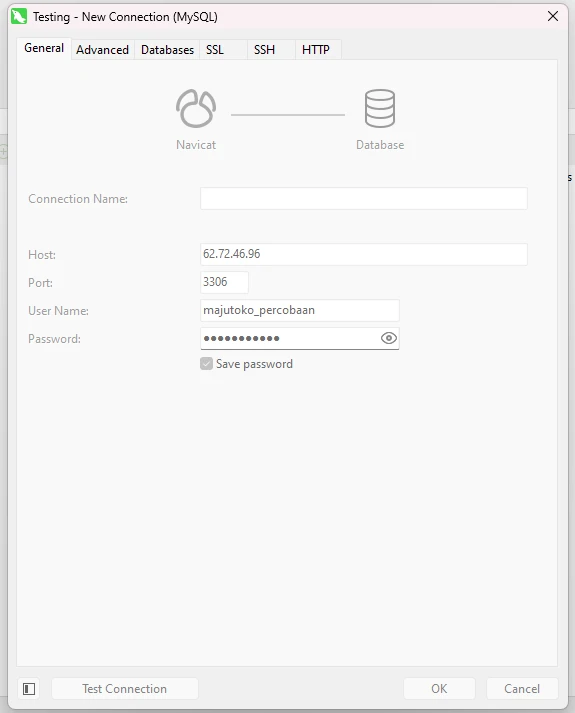 Testing - New Connection (MySQL)
General Advanced Databases SSL SSH HTTP
Navicat Database
Connection Name:
Host: 62.72.46.96
Port: 3306
User Name: majutoko_percobaan
Password: •••••••••••
Save password
Test Connection OK Cancel
s